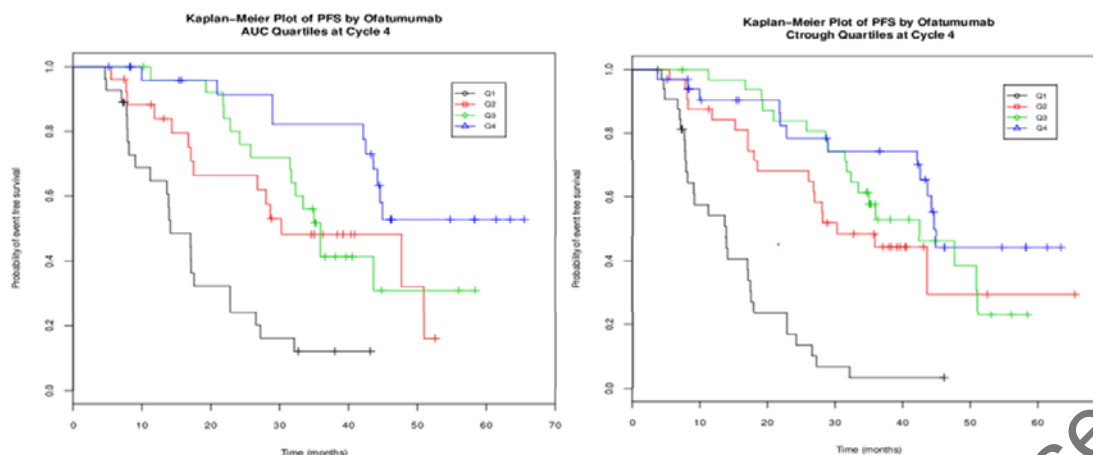 Kaplan-Meier Plot of PFS by Ofatumumab
AUC Quartiles at Cycle 4
Probability of event free survival
1.0
0.8
0.6
0.4
0.2
0.0
Q1
Q2
Q3
Q4
0 10 20 30 40 50 60 70
Time (months)
Kaplan-Meier Plot of PFS by Ofatumumab
Ctrough Quartiles at Cycle 4
Probability of event free survival
1.0
0.8
0.6
0.4
0.2
0.0
Q1
Q2
Q3
Q4
0 10 20 30 40 50 60
Time (months)
ce